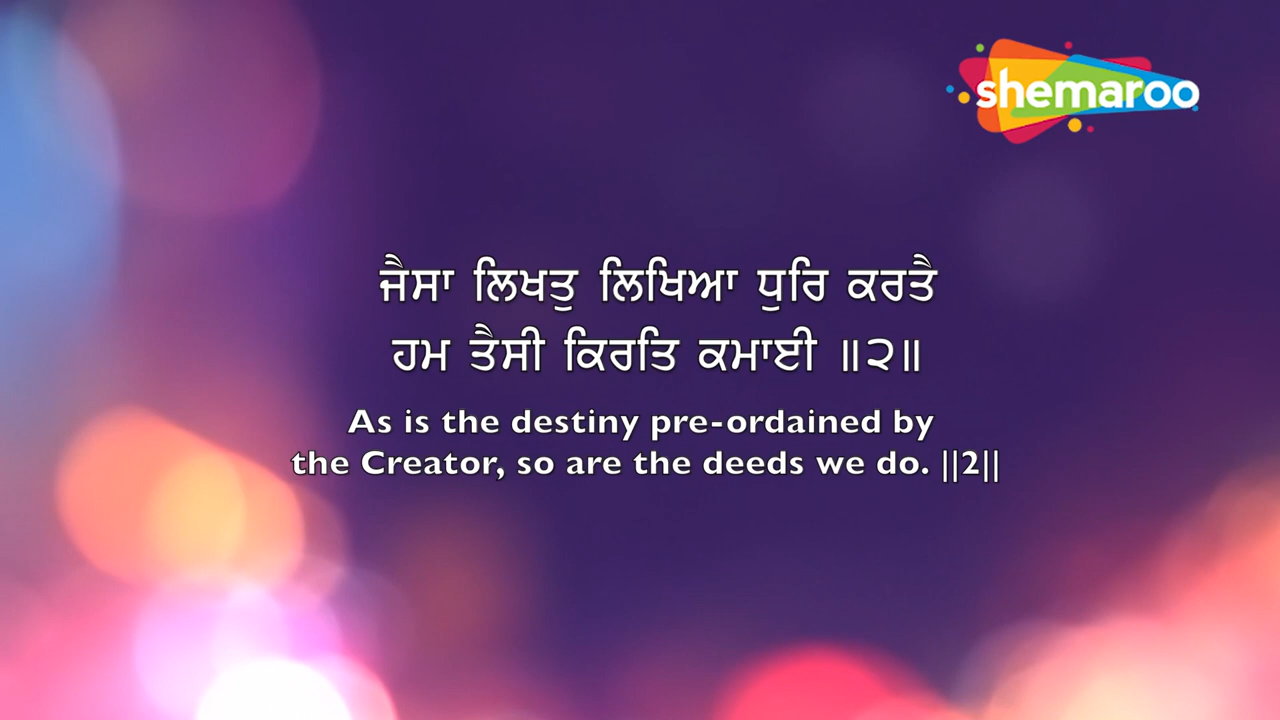 shemaroo
ਜੈਸਾ ਲਿਖਤੁ ਲਿਖਿਆ ਧੁਰਿ ਕਰਤੈ
ਹਮ ਤੈਸੀ ਕਿਰਤਿ ਕਮਾਈ ॥੨॥
As is the destiny pre-ordained by
the Creator, so are the deeds we do. ||2||